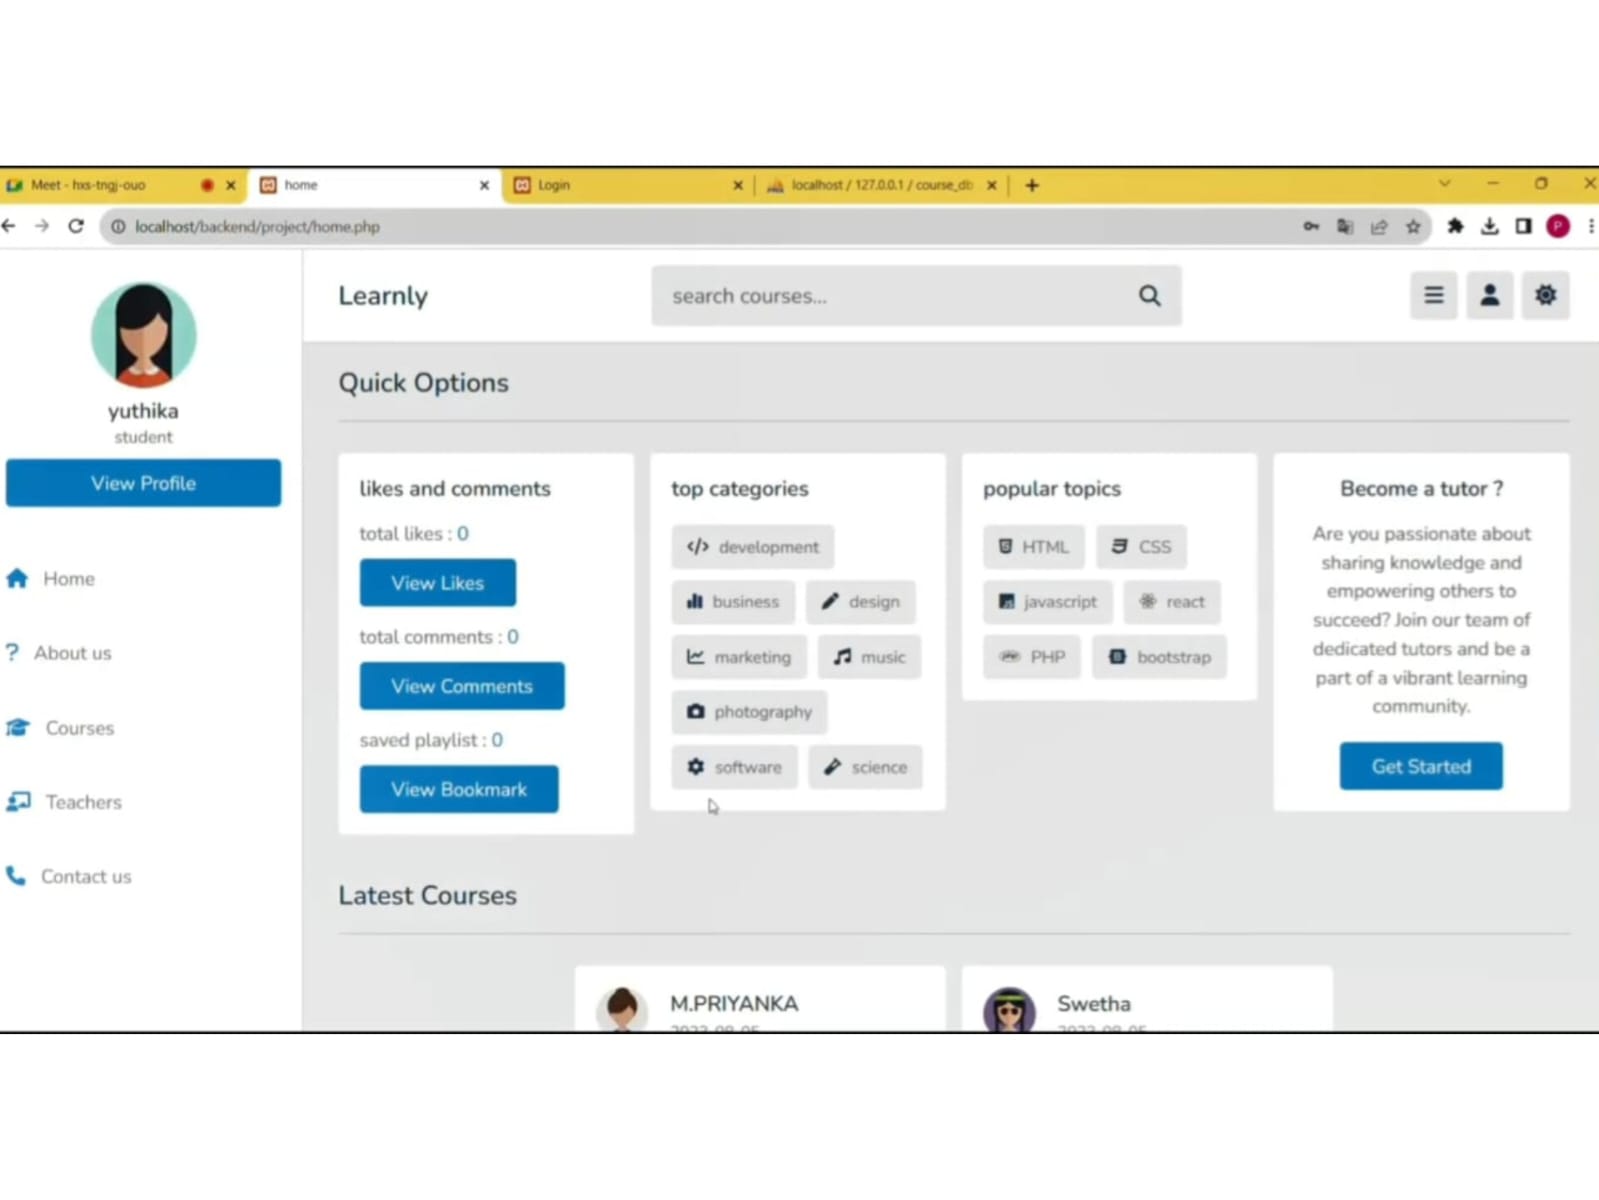 Meet - hxs-tngj-ouo
home
Login
localhost / 127.0.0.1 / course_db
localhost/backend/project/home.php
P
Learnly
search courses...
yuthika
student
View Profile
Home
About us
Courses
Teachers
Contact us
Quick Options
likes and comments
total likes : 0
View Likes
total comments : 0
View Comments
saved playlist : 0
View Bookmark
top categories
development
business design
marketing music
photography
software science
popular topics
HTML CSS
javascript react
PHP bootstrap
Become a tutor ?
Are you passionate about
sharing knowledge and
empowering others to
succeed? Join our team of
dedicated tutors and be a
part of a vibrant learning
community.
Get Started
Latest Courses
M.PRIYANKA
Swetha